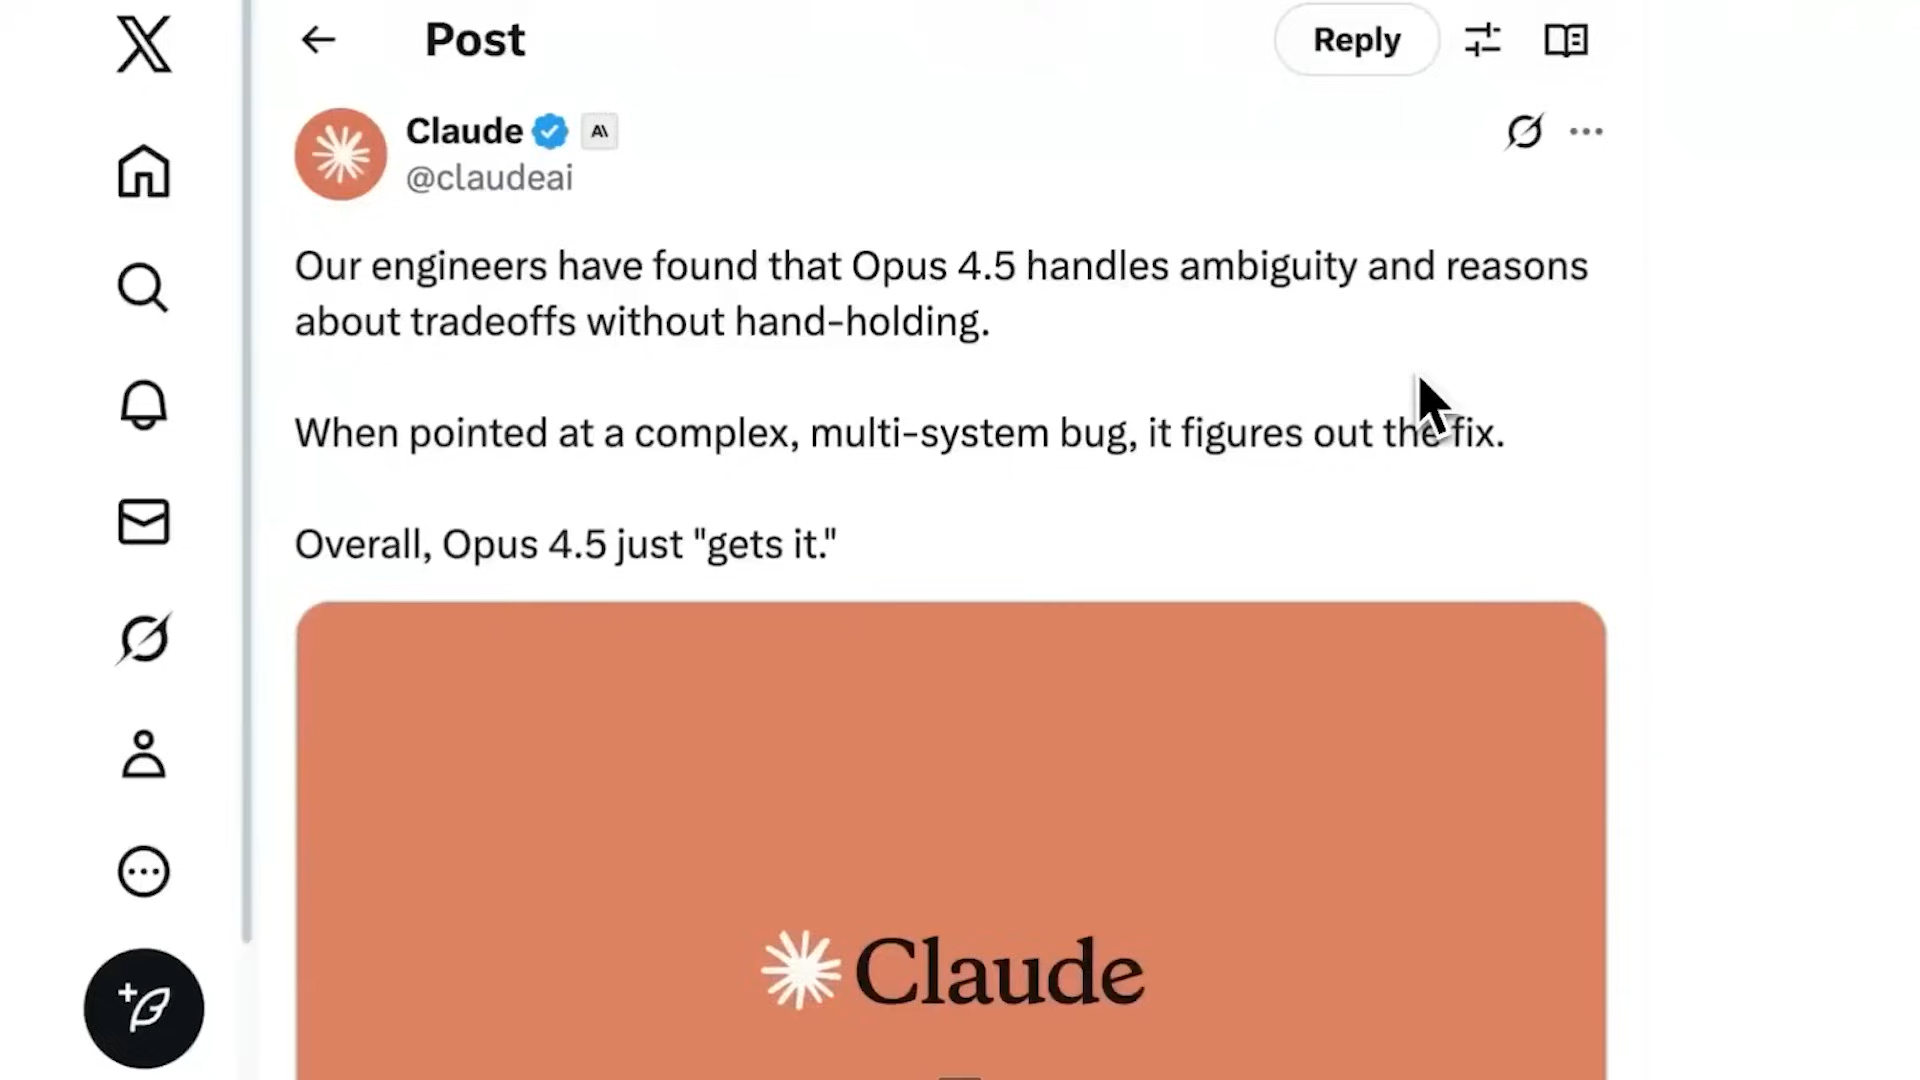 Post
Reply
Claude
A\
@claudeai
Our engineers have found that Opus 4.5 handles ambiguity and reasons
about tradeoffs without hand-holding.
When pointed at a complex, multi-system bug, it figures out the fix.
Overall, Opus 4.5 just "gets it."
Claude